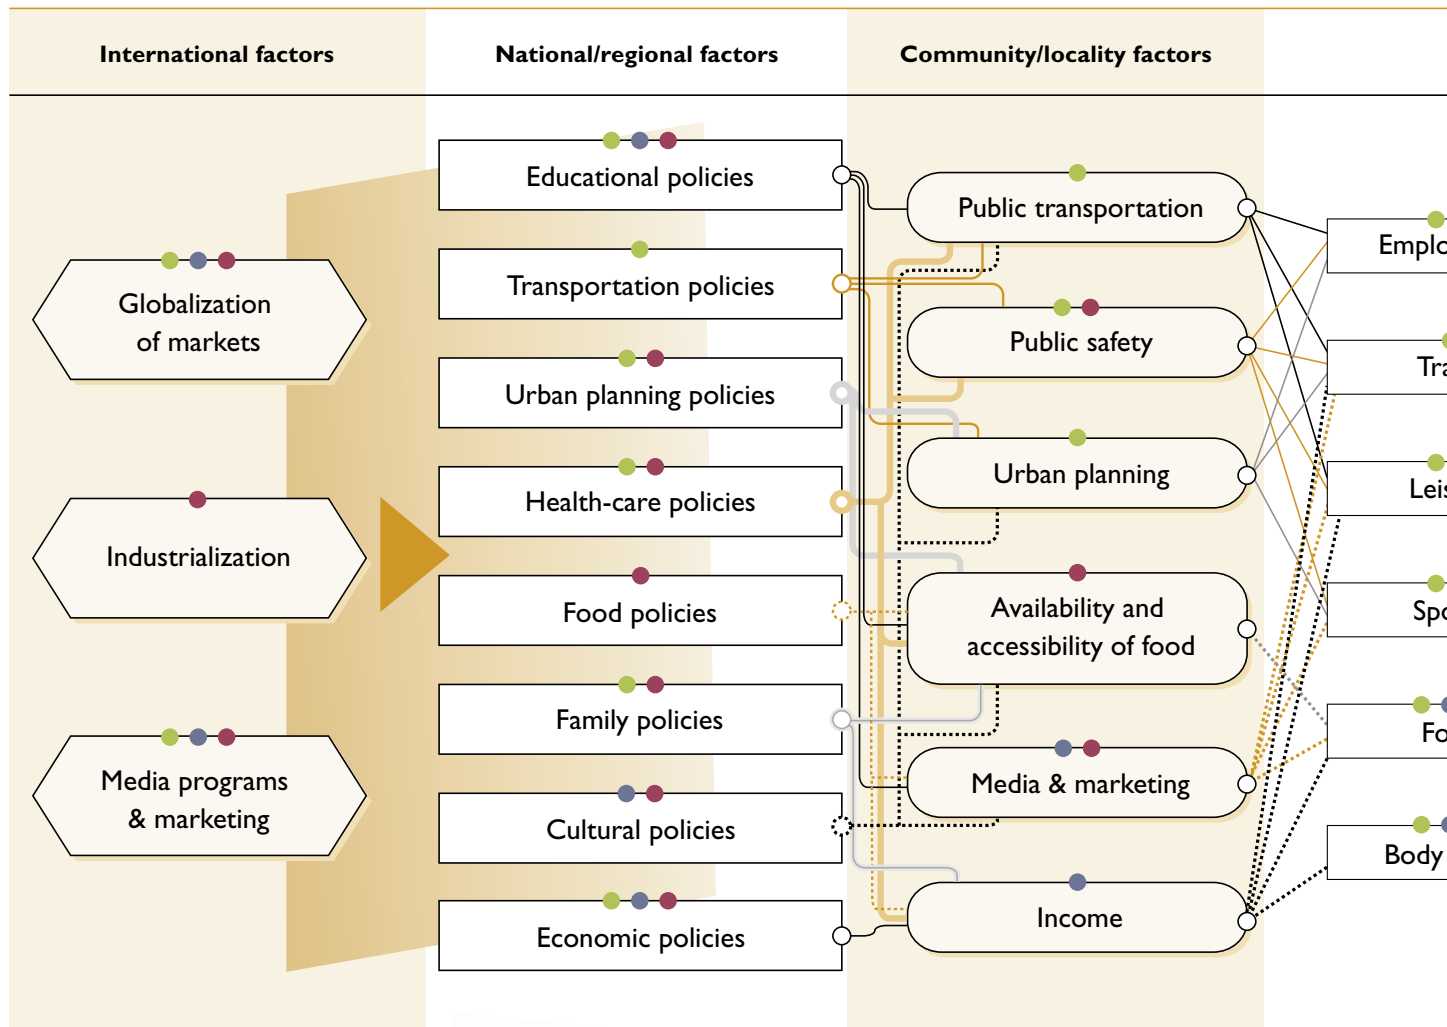 International factors
National/regional factors
Community/locality factors
Educational policies
Public transportation
Transportation policies
Globalization
of markets
Public safety
Urban planning policies
Urban planning
Health-care policies
Industrialization
Food policies
Availability and
accessibility of food
Family policies
Media programs
& marketing
Media & marketing
Cultural policies
Body
Income
Economic policies